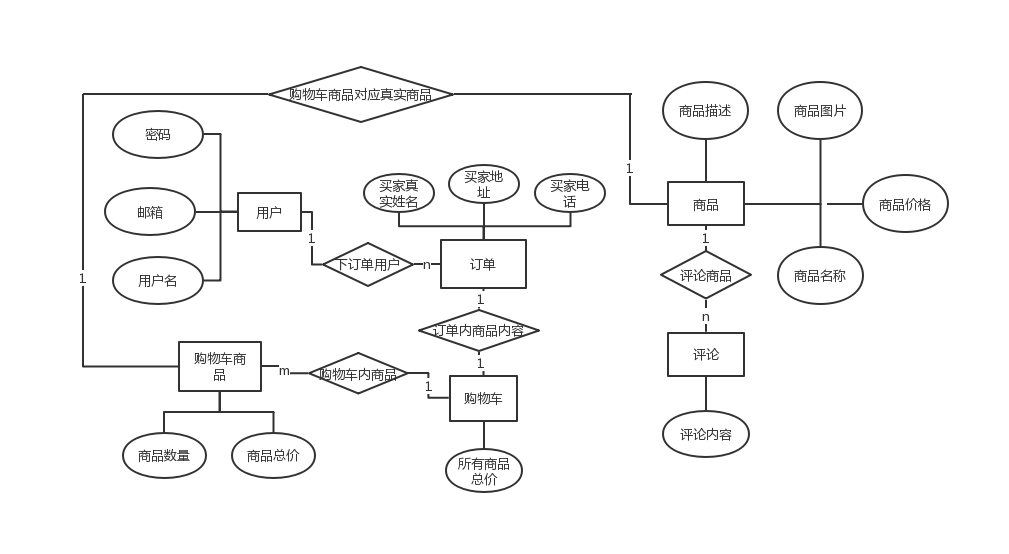 购物车商品对应真实商品
商品描述
商品图片
密码
买家真
实姓名
买家地
址
买家电
话
1
邮箱
用户
商品
商品价格
1
1
下订单用户
n
订单
评论商品
商品名称
1
用户名
1
n
订单内商品内容
购物车商
品
m
购物车内商品
1
1
购物车
评论
商品数量
商品总价
所有商品
总价
评论内容